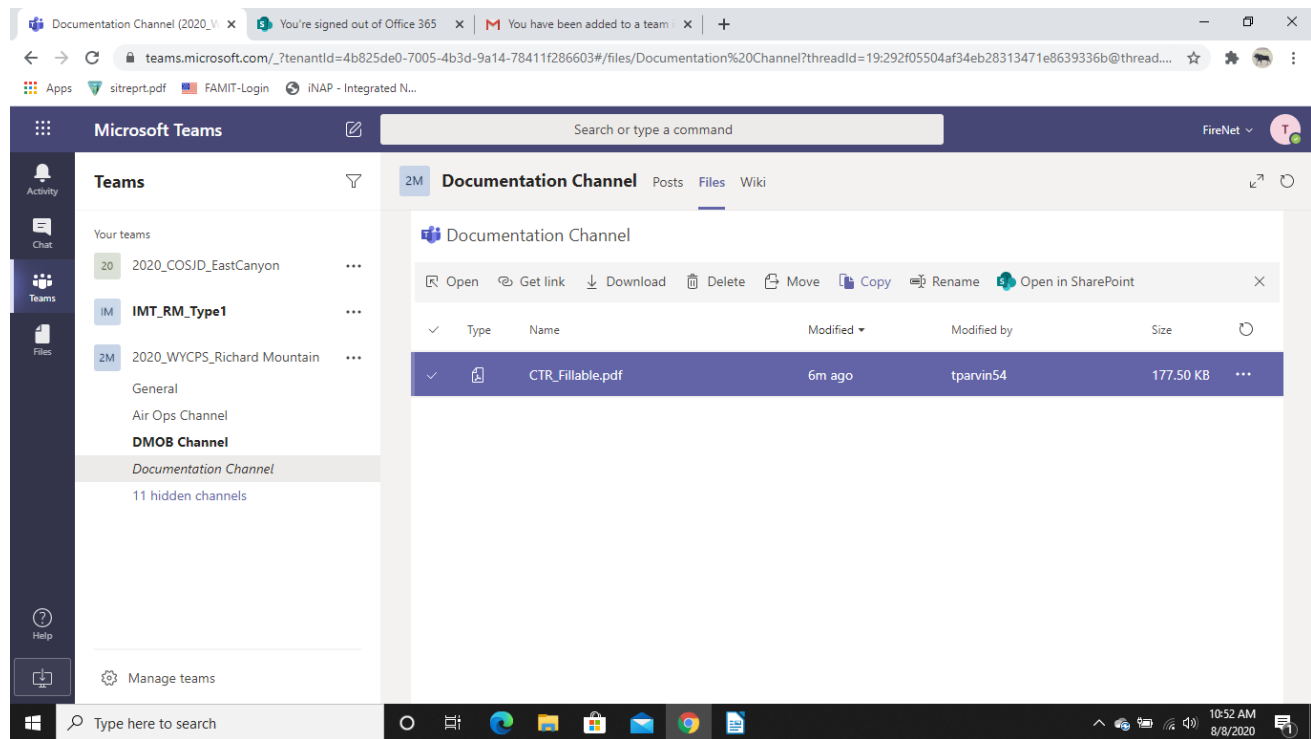 Documentation Channel (2020_W
You're signed out of Office 365
You have been added to a team i
teams.microsoft.com/_?tenantId=4b825de0-7005-4b3d-9a14-78411f286603#/files/Documentation%20Channel?threadId=19:292f05504af34eb28313471e8639336b@thread....
Apps sitreprt.pdf FAMIT-Login iNAP - Integrated N...
Microsoft Teams
Search or type a command
FireNet
T
Activity
Chat
Teams
Files
Help
Teams
Your teams
20 2020_COSJD_EastCanyon ...
IM IMT_RM_Type1 ...
2M 2020_WYCPS_Richard Mountain ...
General
Air Ops Channel
DMOB Channel
Documentation Channel
11 hidden channels
Manage teams
2M Documentation Channel Posts Files Wiki
Documentation Channel
Open Get link Download Delete Move Copy Rename Open in SharePoint
Type Name Modified Modified by Size
CTR_Fillable.pdf 6m ago tparvin54 177.50 KB ...
Type here to search
10:52 AM
8/8/2020
1